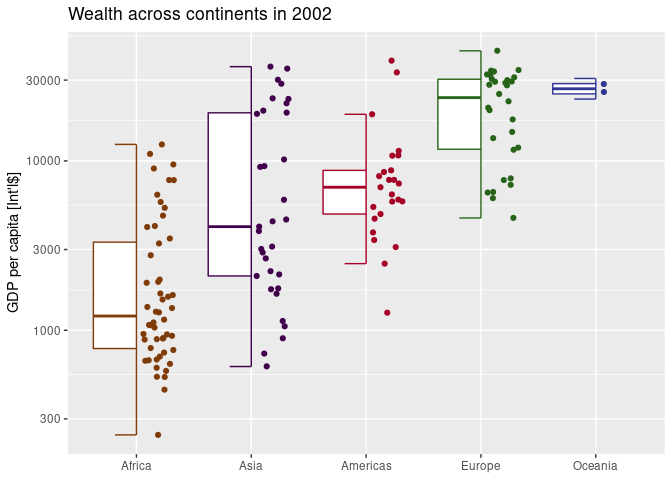 Wealth across continents in 2002
GDP per capita [Int'l$]
30000
10000
3000
1000
300
Africa
Asia
Americas
Europe
Oceania